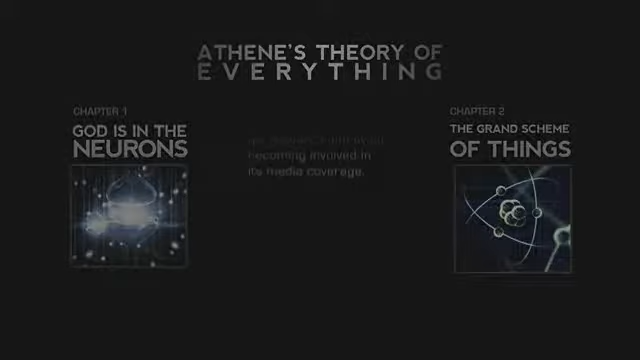 ATHENE'S THEORY OF
EVERYTHING
CHAPTER 1
GOD IS IN THE
NEURONS
becoming involved in
its media coverage.
CHAPTER 2
THE GRAND SCHEME
OF THINGS